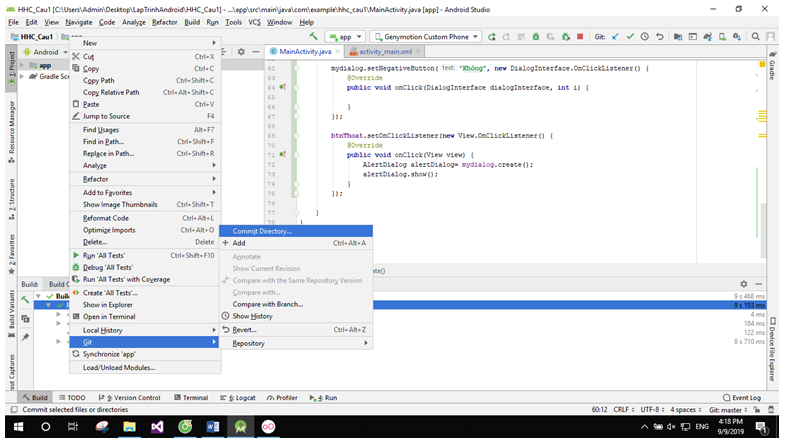 HHC_Cau1 [C:\Users\Admin\Desktop\LapTrinhAndroid\HHC_Cau1] - ...\app\src\main\java\com\example\hhc_cau1\MainActivity.java [app] - Android Studio
File Edit View Navigate Code Analyze Refactor Build Run Tools VCS Window Help
HHC_Cau1 app app Genymotion Custom Phone Git:
Android MainActivity.java activity_main.xml
app
Gradle Scr
1: Project
Resource Manager
Z: Structure
2: Favorites
Build Variants
out Captures
Gradle
Device File Explorer
New
Cut Ctrl+X
Copy Ctrl+C
Copy Path Ctrl+Shift+C
Copy Relative Path Ctrl+Alt+Shift+C
Paste Ctrl+V
Jump to Source F4
Find Usages Alt+F7
Find in Path... Ctrl+Shift+F
Replace in Path... Ctrl+Shift+R
Analyze
Refactor
Add to Favorites
Show Image Thumbnails Ctrl+Shift+T
Reformat Code Ctrl+Alt+L
Optimize Imports Ctrl+Alt+O
Delete... Delete
Run 'All Tests' Ctrl+Shift+F10
Debug 'All Tests'
Run 'All Tests' with Coverage
Create 'All Tests'...
Show in Explorer
Open in Terminal
Local History
Git
Synchronize 'app'
Load/Unload Modules...
Commit Directory...
Add Ctrl+Alt+A
Annotate
Show Current Revision
Compare with the Same Repository Version
Compare with...
Compare with Branch...
Show History
Revert... Ctrl+Alt+Z
Repository
62 mydialog.setNegativeButton( text: "Không", new DialogInterface.OnClickListener() {
63 @Override
64 public void onClick(DialogInterface dialogInterface, int i) {
65
66 }
67 });
68
69 btnThoat.setOnClickListener(new View.OnClickListener() {
70 @Override
71 public void onClick(View view) {
72 AlertDialog alertDialog= mydialog.create();
73 alertDialog.show();
74 }
75 });
76
77 }
78 }
Build:
9 s 468 ms
9 s 193 ms
4 ms
184 ms
122 ms
8 s 710 ms
Build TODO 9: Version Control Terminal 6: Logcat Profiler 4: Run Event Log
Commit selected files or directories 60:12 CRLF UTF-8 4 spaces Git: master
ENG 4:18 PM
9/9/2019